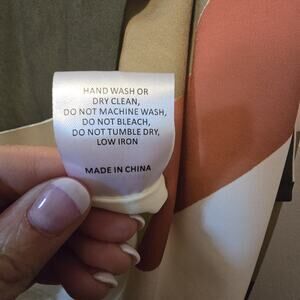 HAND WASH OR
DRY CLEAN,
DO NOT MACHINE WASH,
DO NOT BLEACH,
DO NOT TUMBLE DRY,
LOW IRON
MADE IN CHINA